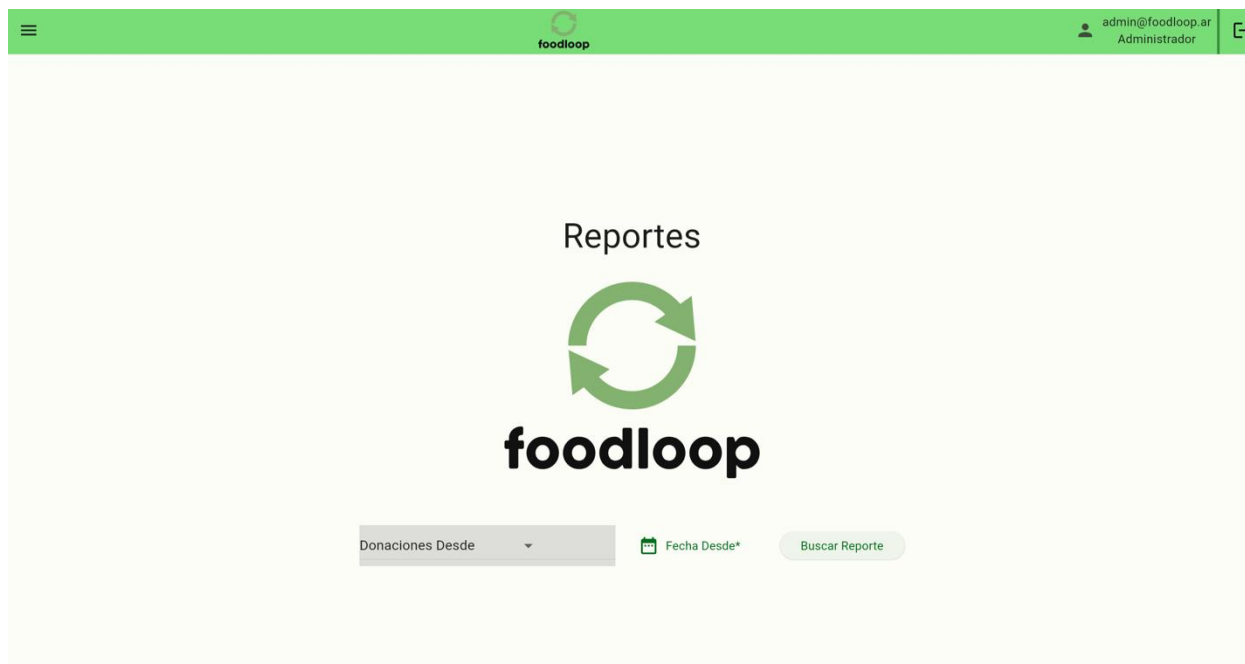 foodloop
admin@foodloop.ar
Administrador
Reportes
foodloop
Donaciones Desde
Fecha Desde*
Buscar Reporte